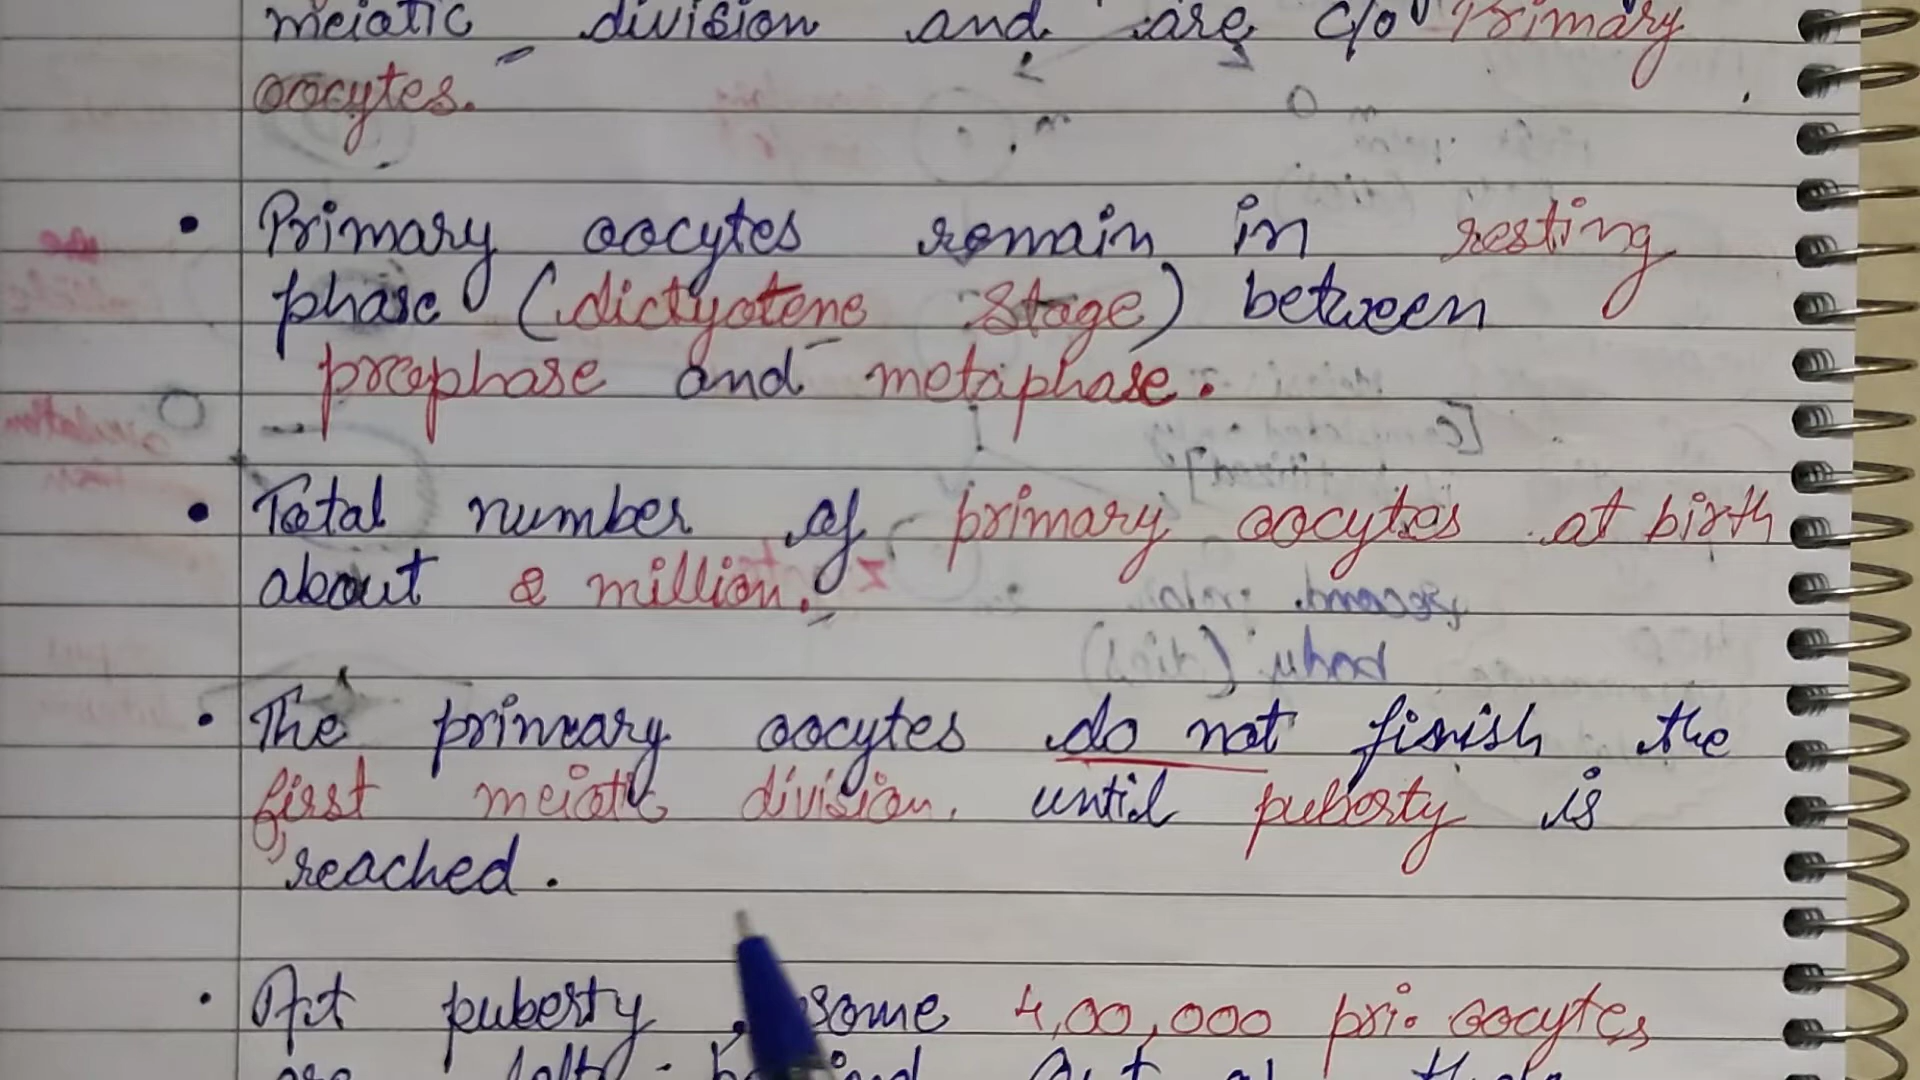 meiotic division and are c/o Primary
oocytes.
• Primary oocytes remain in resting
phase (dictyotene stage) between
prophase and metaphase.
• Total number of primary oocytes at birth
about 2 million.
• The primary oocytes do not finish the
first meiotic division, until puberty is
reached.
• At puberty, some 4,00,000 pri. oocytes
are